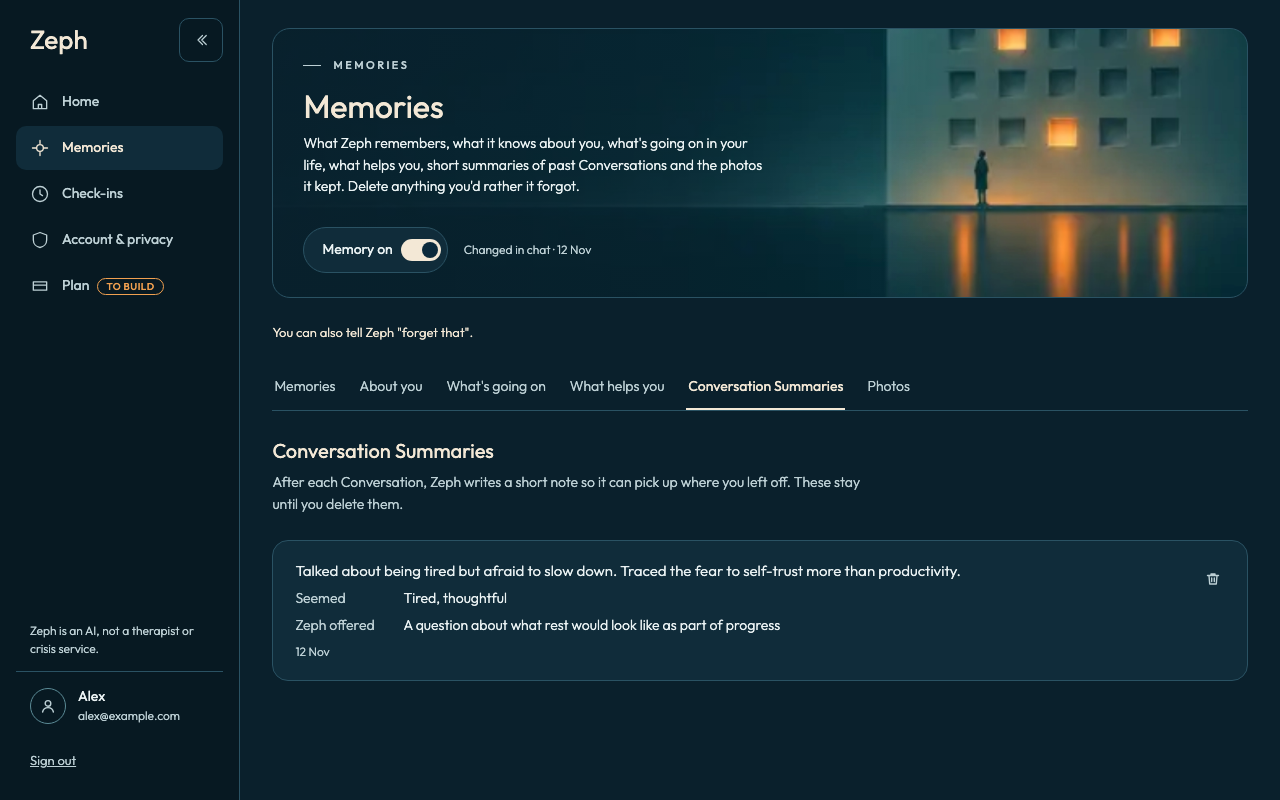 Zeph
Home
Memories
Check-ins
Account & privacy
Plan TO BUILD
Zeph is an AI, not a therapist or
crisis service.
Alex
alex@example.com
Sign out
MEMORIES
Memories
What Zeph remembers, what it knows about you, what's going on in your
life, what helps you, short summaries of past Conversations and the photos
it kept. Delete anything you'd rather it forgot.
Memory on
Changed in chat · 12 Nov
You can also tell Zeph "forget that".
Memories About you What's going on What helps you Conversation Summaries Photos
Conversation Summaries
After each Conversation, Zeph writes a short note so it can pick up where you left off. These stay
until you delete them.
Talked about being tired but afraid to slow down. Traced the fear to self-trust more than productivity.
Seemed Tired, thoughtful
Zeph offered A question about what rest would look like as part of progress
12 Nov